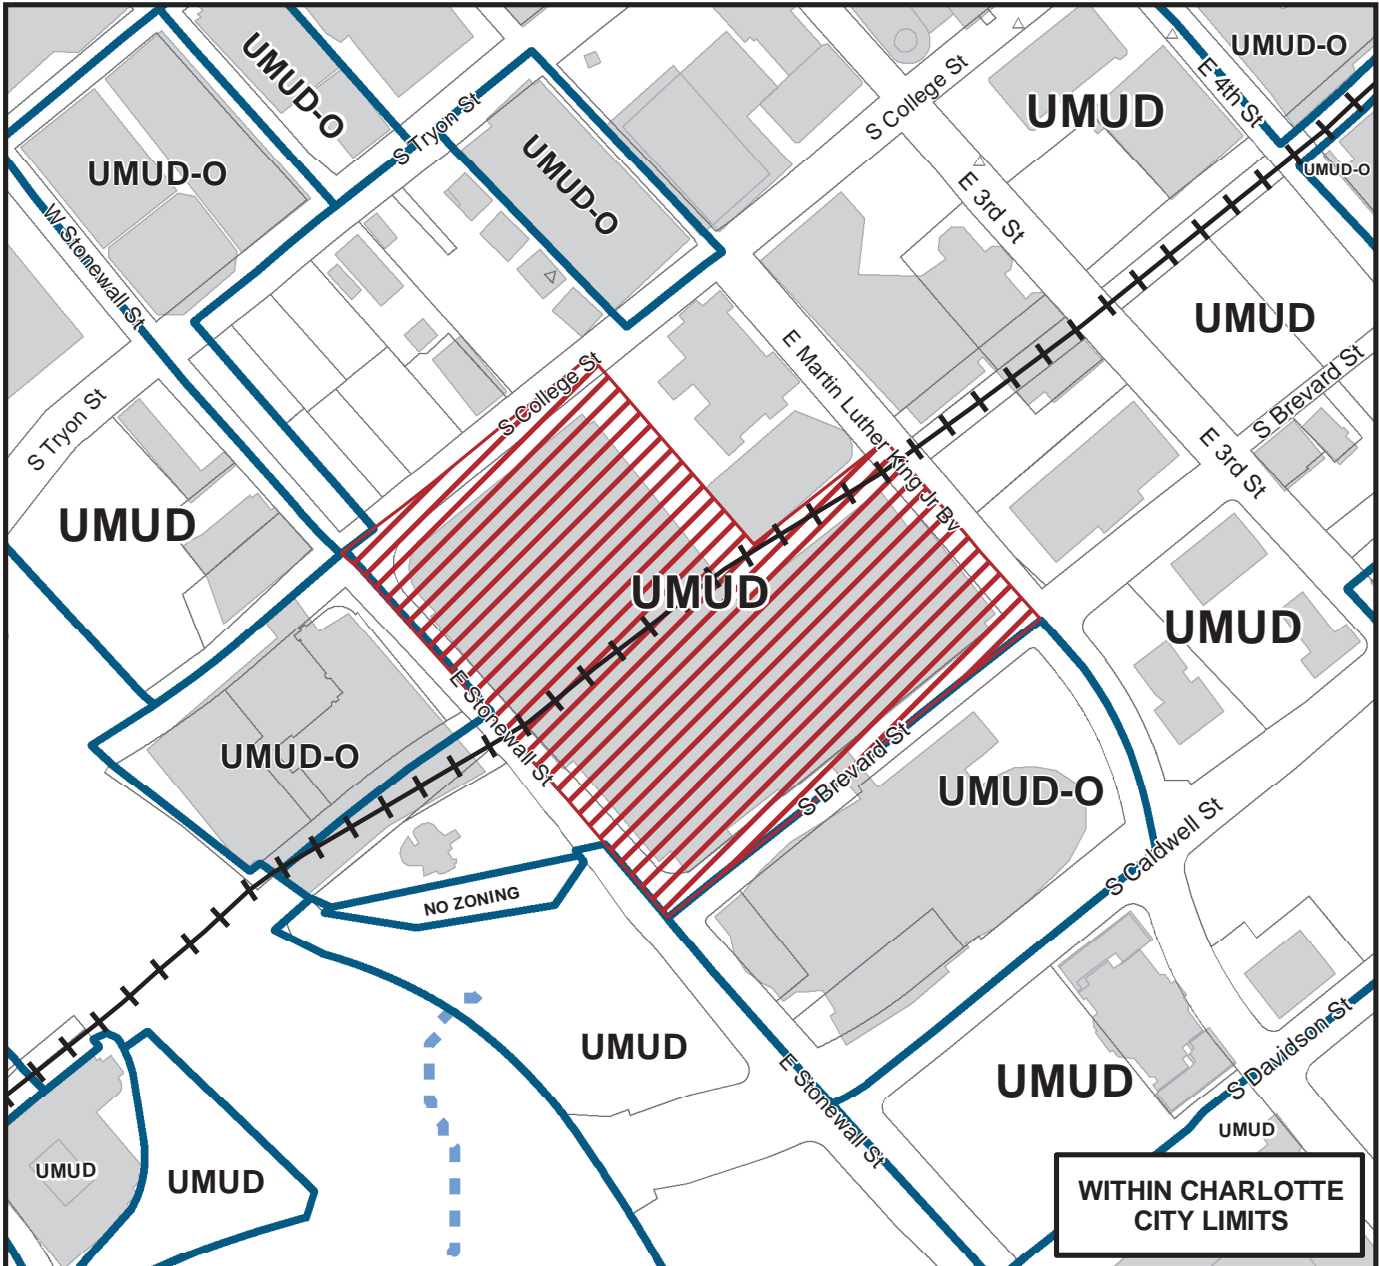 UMUD-O
UMUD-O
E 4th St
UMUD-O
S College St
UMUD
S Tryon St
UMUD-O
UMUD-O
UMUD-O
E 3rd St
W Stonewall St
UMUD
E Martin Luther King Jr Bv
S College St
S Brevard St
S Tryon St
E 3rd St
UMUD
UMUD
UMUD
E Stonewall St
UMUD-O
S Brevard St
UMUD-O
S Caldwell St
NO ZONING
UMUD
E Stonewall St
UMUD
S Davidson St
UMUD
UMUD
UMUD
WITHIN CHARLOTTE
CITY LIMITS